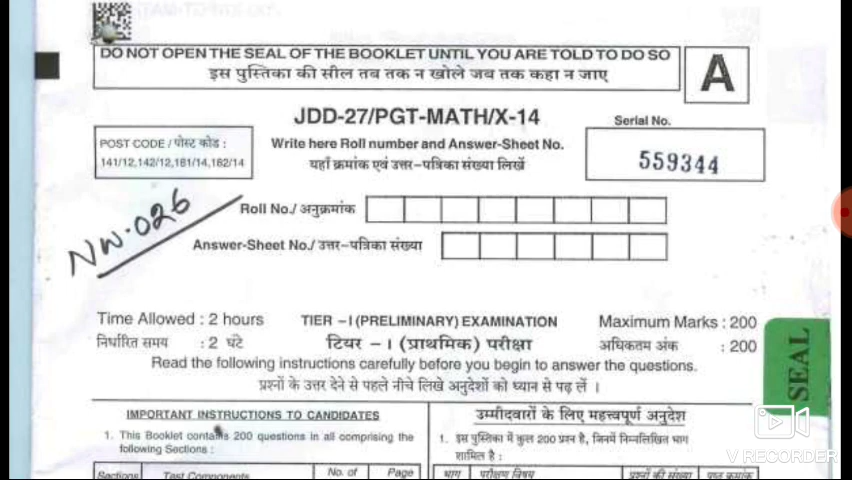 DO NOT OPEN THE SEAL OF THE BOOKLET UNTIL YOU ARE TOLD TO DO SO
इस पुस्तिका की सील तब तक न खोले जब तक कहा न जाए
A
JDD-27/PGT-MATH/X-14
Serial No.
POST CODE / पोस्ट कोड :
141/12,142/12,181/14,182/14
Write here Roll number and Answer-Sheet No.
यहाँ क्रमांक एवं उत्तर-पत्रिका संख्या लिखें
559344
NW.026
Roll No./ अनुक्रमांक
Answer-Sheet No./ उत्तर-पत्रिका संख्या
Time Allowed : 2 hours TIER –I (PRELIMINARY) EXAMINATION Maximum Marks : 200
निर्धारित समय : 2 घंटे टियर – I (प्राथमिक) परीक्षा अधिकतम अंक : 200
Read the following instructions carefully before you begin to answer the questions.
प्रश्नों के उत्तर देने से पहले नीचे लिखे अनुदेशों को ध्यान से पढ़ लें ।
SEAL
IMPORTANT INSTRUCTIONS TO CANDIDATES
1. This Booklet contains 200 questions in all comprising the
following Sections :
Sections Test Components No. of Page
उम्मीदवारों के लिए महत्त्वपूर्ण अनुदेश
1. इस पुस्तिका में कुल 200 प्रश्न है, जिनमें निम्नलिखित भाग
शामिल है :
भाग परीक्षण विषय प्रश्नों की संख्या पृष्ठ क्रमांक
V RECORDER